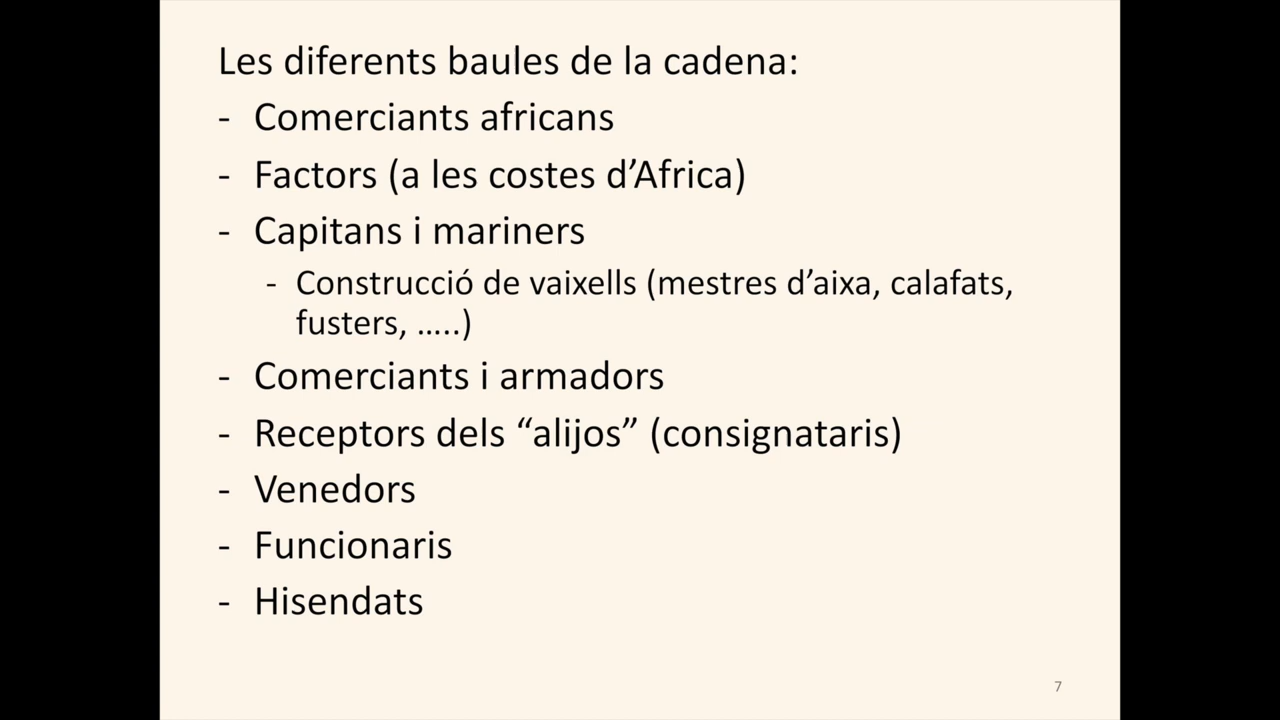 Les diferents baules de la cadena:
- Comerciants africans
- Factors (a les costes d’Africa)
- Capitans i mariners
- Construcció de vaixells (mestres d’aixa, calafats,
fusters, …..)
- Comerciants i armadors
- Receptors dels “alijos” (consignataris)
- Venedors
- Funcionaris
- Hisendats
7